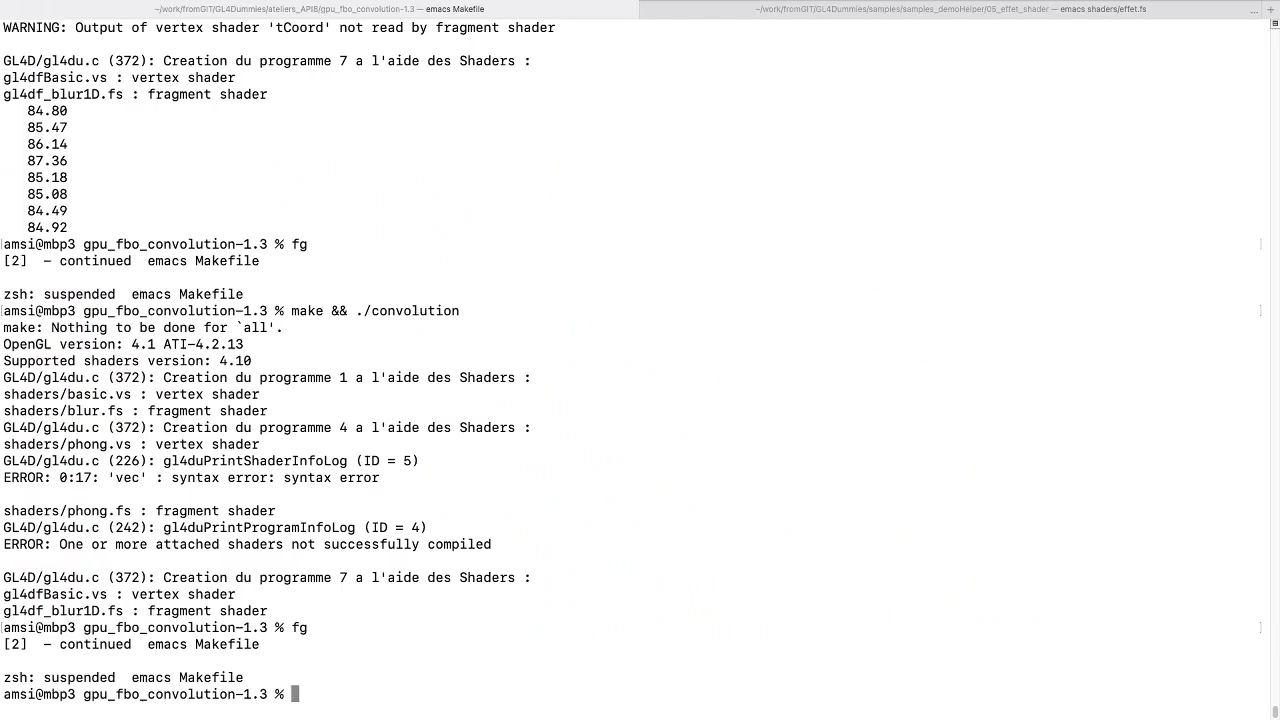 ~/work/fromGIT/GL4Dummies/ateliers_API8/gpu_fbo_convolution-1.3 — emacs Makefile
~/work/fromGIT/GL4Dummies/samples/samples_demoHelper/05_effet_shader — emacs shaders/effet.fs
... +
WARNING: Output of vertex shader 'tCoord' not read by fragment shader
GL4D/gl4du.c (372): Creation du programme 7 a l'aide des Shaders :
gl4dfBasic.vs : vertex shader
gl4df_blur1D.fs : fragment shader
84.80
85.47
86.14
87.36
85.18
85.08
84.49
84.92
[amsi@mbp3 gpu_fbo_convolution-1.3 % fg ]
[2]  - continued  emacs Makefile
zsh: suspended  emacs Makefile
[amsi@mbp3 gpu_fbo_convolution-1.3 % make && ./convolution ]
make: Nothing to be done for `all'.
OpenGL version: 4.1 ATI-4.2.13
Supported shaders version: 4.10
GL4D/gl4du.c (372): Creation du programme 1 a l'aide des Shaders :
shaders/basic.vs : vertex shader
shaders/blur.fs : fragment shader
GL4D/gl4du.c (372): Creation du programme 4 a l'aide des Shaders :
shaders/phong.vs : vertex shader
GL4D/gl4du.c (226): gl4duPrintShaderInfoLog (ID = 5)
ERROR: 0:17: 'vec' : syntax error: syntax error
shaders/phong.fs : fragment shader
GL4D/gl4du.c (242): gl4duPrintProgramInfoLog (ID = 4)
ERROR: One or more attached shaders not successfully compiled
GL4D/gl4du.c (372): Creation du programme 7 a l'aide des Shaders :
gl4dfBasic.vs : vertex shader
gl4df_blur1D.fs : fragment shader
[amsi@mbp3 gpu_fbo_convolution-1.3 % fg ]
[2]  - continued  emacs Makefile
zsh: suspended  emacs Makefile
amsi@mbp3 gpu_fbo_convolution-1.3 %